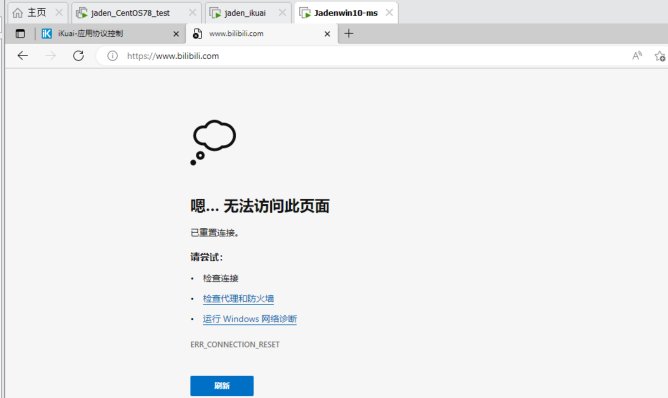 主页 jaden_CentOS78_test jaden_ikuai Jadenwin10-ms
iK iKuai-应用协议控制 www.bilibili.com
https://www.bilibili.com
嗯... 无法访问此页面
已重置连接。
请尝试：
• 检查连接
• 检查代理和防火墙
• 运行 Windows 网络诊断
ERR_CONNECTION_RESET
刷新